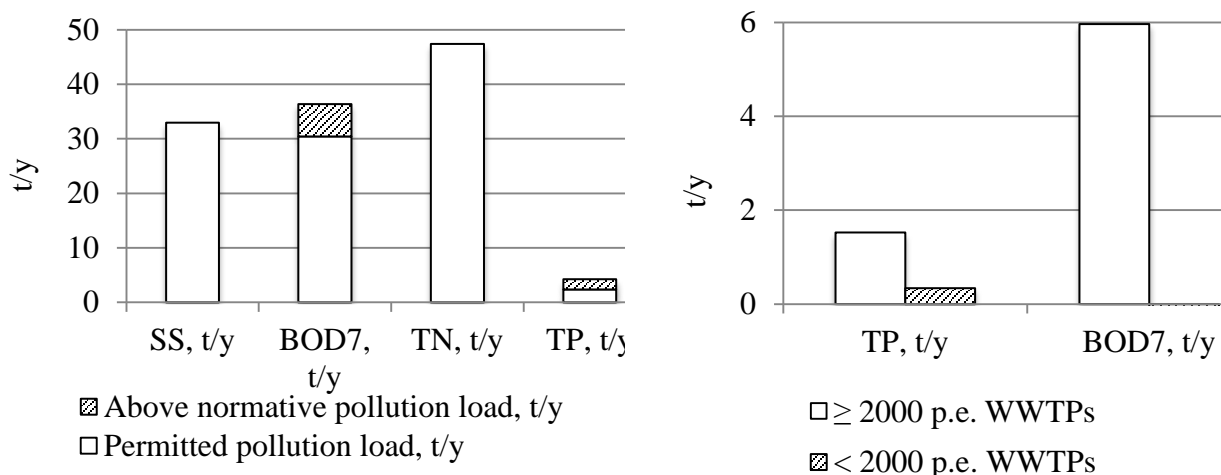 50
40
30
20
10
0
t/y
SS, t/y
BOD7, t/y
TN, t/y
TP, t/y
Above normative pollution load, t/y
Permitted pollution load, t/y
6
4
2
0
t/y
TP, t/y
BOD7, t/y
≥ 2000 p.e. WWTPs
< 2000 p.e. WWTPs